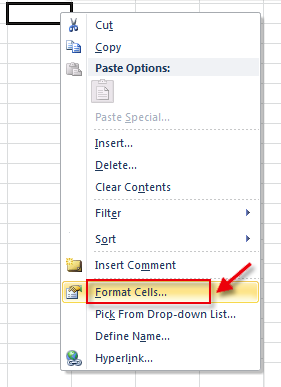 Cut
Copy
Paste Options:
Paste Special...
Insert...
Delete...
Clear Contents
Filter
Sort
Insert Comment
Format Cells...
Pick From Drop-down List...
Define Name...
Hyperlink...